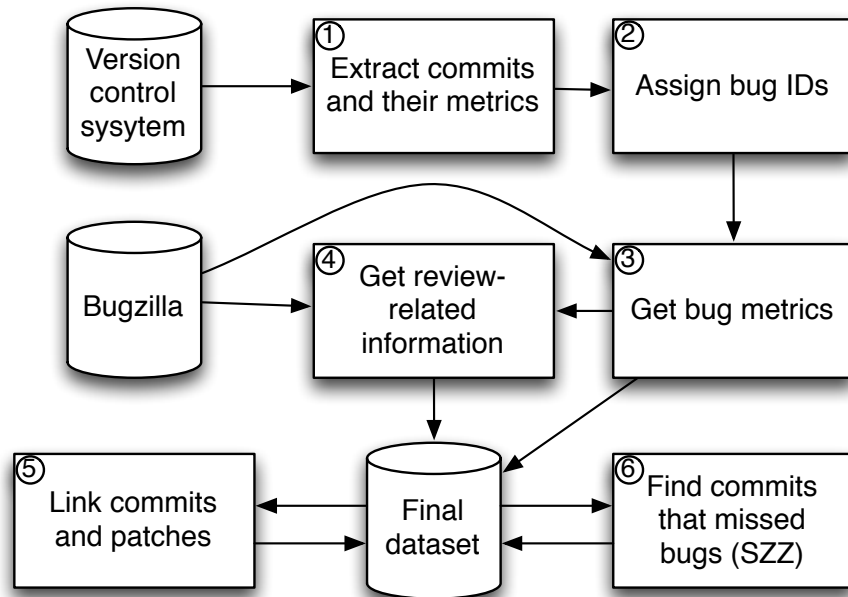 Version
control
sysytem
1
Extract commits
and their metrics
2
Assign bug IDs
Bugzilla
4
Get review-
related
information
3
Get bug metrics
5
Link commits
and patches
Final
dataset
6
Find commits
that missed
bugs (SZZ)